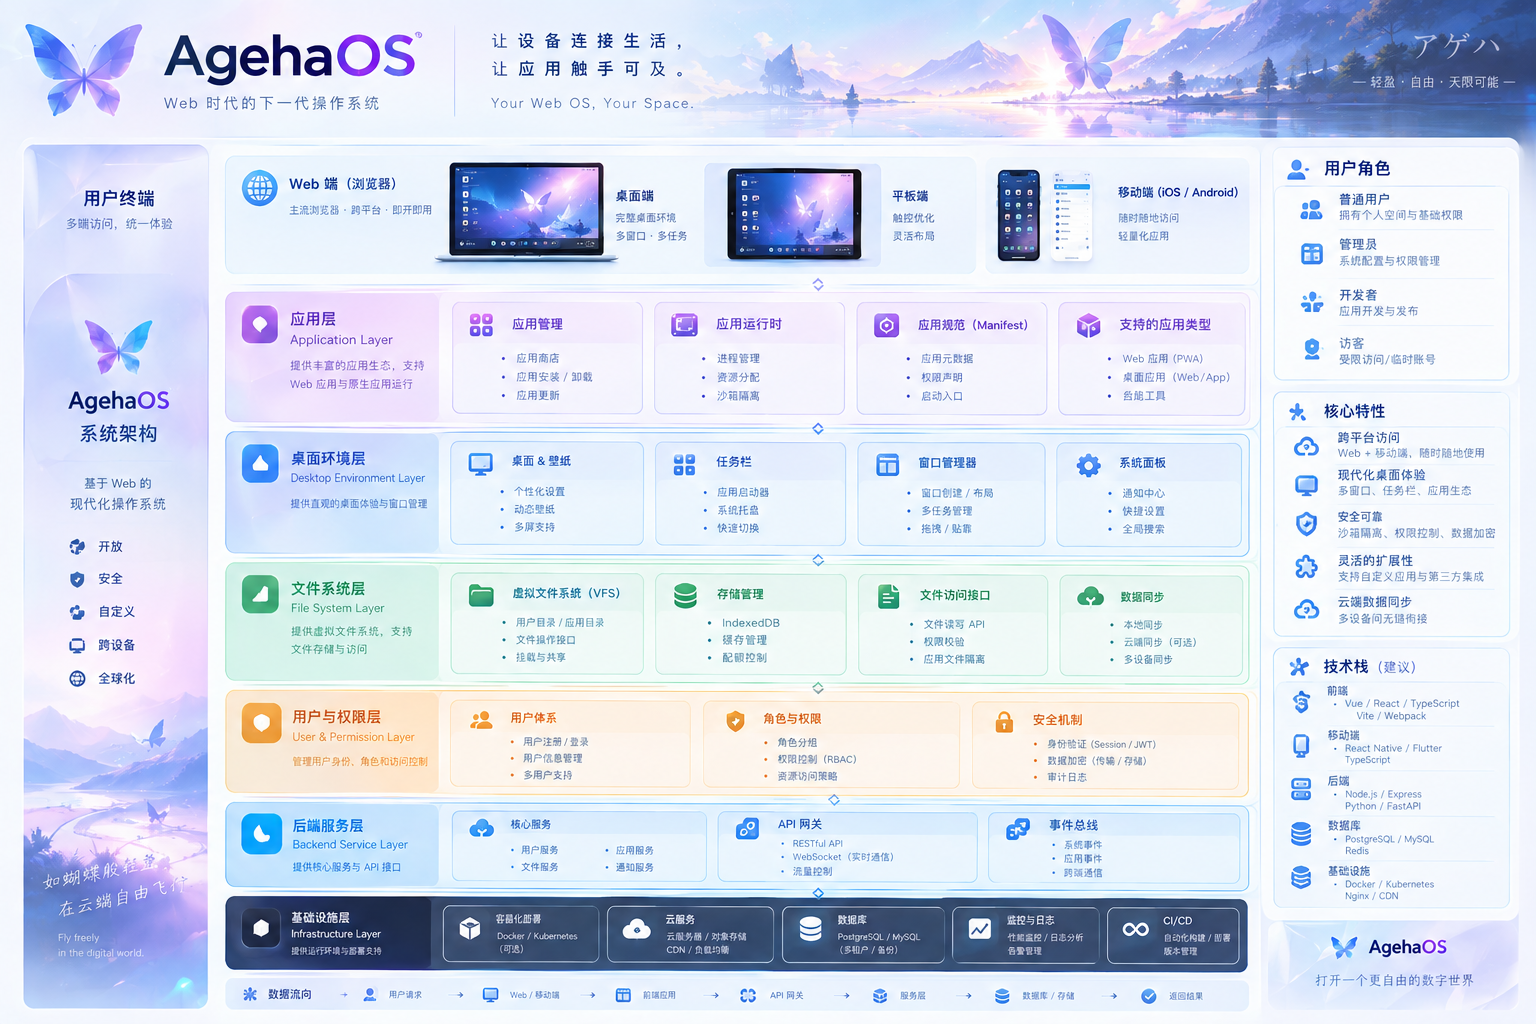 AgehaOS
Web 时代的下一代操作系统
让设备连接生活，
让应用触手可及。
Your Web OS, Your Space.
アゲハ
— 轻盈 · 自由 · 无限可能 —
用户终端
多端访问，统一体验
AgehaOS
系统架构
基于 Web 的
现代化操作系统
开放
安全
自定义
跨设备
全球化
如蝴蝶般轻盈
在云端自由飞行
Fly freely
in the digital world.
Web 端（浏览器）
主流浏览器 · 跨平台 · 即开即用
桌面端
完整桌面环境
多窗口 · 多任务
平板端
触控优化
灵活布局
移动端 (iOS / Android)
随时随地访问
轻量化应用
应用层
Application Layer
提供丰富的应用生态，支持
Web 应用与原生应用运行
应用管理
• 应用商店
• 应用安装 / 卸载
• 应用更新
应用运行时
• 进程管理
• 资源分配
• 沙箱隔离
应用规范（Manifest）
• 应用元数据
• 权限声明
• 启动入口
支持的应用类型
• Web 应用 (PWA)
• 桌面应用（Web/App）
工具
桌面环境层
Desktop Environment Layer
提供直观的桌面体验与窗口管理
桌面 & 壁纸
• 个性化设置
• 动态壁纸
• 多屏支持
任务栏
• 应用启动器
• 系统托盘
• 快速切换
窗口管理器
• 窗口创建 / 布局
• 多任务管理
• 拖拽 / 贴靠
系统面板
• 通知中心
• 快捷设置
• 全局搜索
文件系统层
File System Layer
提供虚拟文件系统，支持
文件存储与访问
虚拟文件系统（VFS）
• 用户目录 / 应用目录
• 文件操作接口
• 挂载与共享
存储管理
• IndexedDB
• 缓存管理
• 配额控制
文件访问接口
• 文件读写 API
• 权限校验
• 应用文件隔离
数据同步
• 本地同步
• 云端同步（可选）
• 多设备同步
用户与权限层
User & Permission Layer
管理用户身份、角色和访问控制
用户体系
• 用户注册 / 登录
• 用户信息管理
• 多用户支持
角色与权限
• 角色分组
• 权限控制（RBAC）
• 资源访问策略
安全机制
• 身份验证（Session / JWT）
• 数据加密（传输 / 存储）
• 审计日志
后端服务层
Backend Service Layer
提供核心服务与 API 接口
核心服务
• 用户服务
• 应用服务
• 文件服务
• 通知服务
API 网关
• RESTful API
• WebSocket（实时通信）
• 流量控制
事件总线
• 系统事件
• 应用事件
• 跨端通信
基础设施层
Infrastructure Layer
提供运行环境与部署支持
容器化部署
Docker / Kubernetes
（可选）
云服务
云服务器 / 对象存储
CDN / 负载均衡
数据库
PostgreSQL / MySQL
（多租户 / 备份）
监控与日志
性能监控 / 日志分析
告警管理
CI/CD
自动化构建 / 部署
版本管理
数据流向
→ 用户请求
→ Web / 移动端
→ 前端应用
→ API 网关
→ 服务层
→ 数据库 / 存储
→ 返回结果
用户角色
普通用户
拥有个人空间与基础权限
管理员
系统配置与权限管理
开发者
应用开发与发布
访客
受限访问/临时账号
核心特性
跨平台访问
Web + 移动端，随时随地使用
现代化桌面体验
多窗口、任务栏、应用生态
安全可靠
沙箱隔离、权限控制、数据加密
灵活的扩展性
支持自定义应用与第三方集成
云端数据同步
多设备间无缝衔接
技术栈（建议）
前端
• Vue / React / TypeScript
Vite / Webpack
移动端
• React Native / Flutter
TypeScript
后端
• Node.js / Express
Python / FastAPI
数据库
• PostgreSQL / MySQL
Redis
基础设施
• Docker / Kubernetes
Nginx / CDN
AgehaOS
打开一个更自由的数字世界